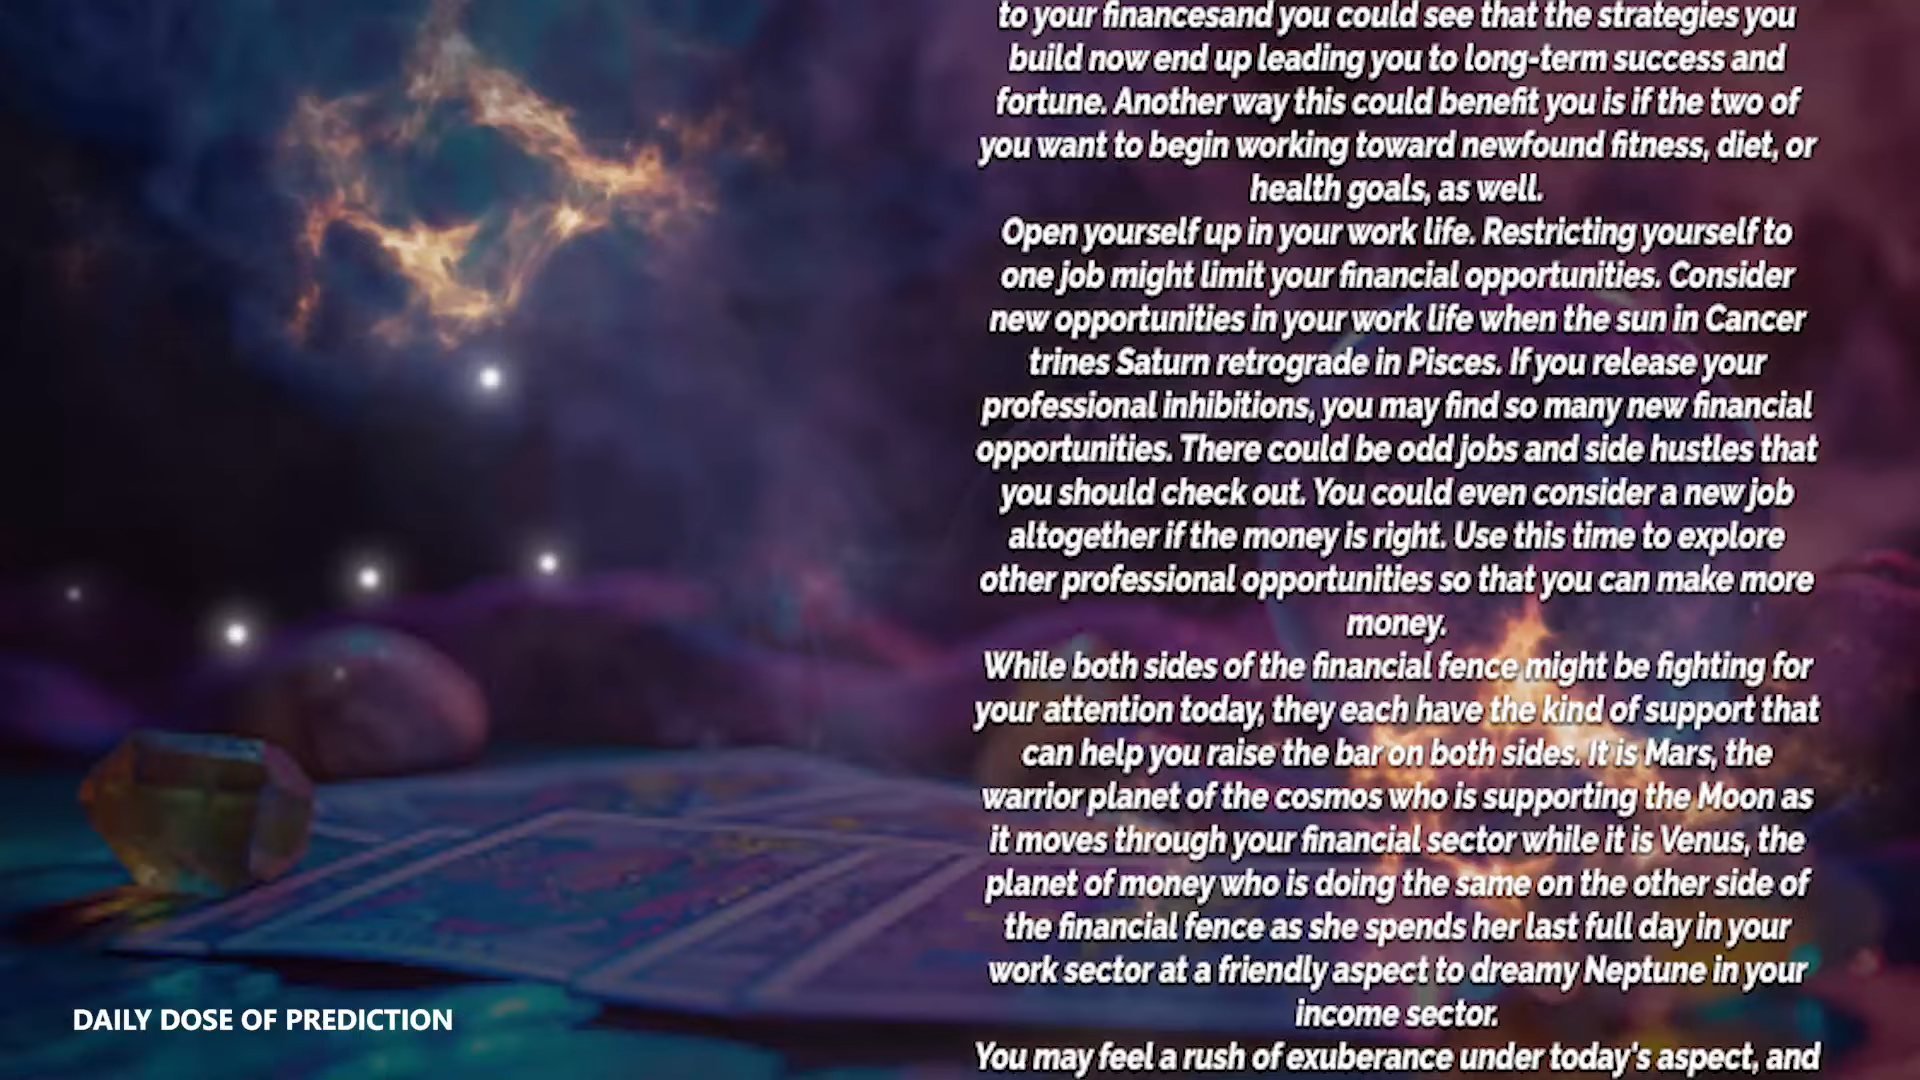 to your financesand you could see that the strategies you
build now end up leading you to long-term success and
fortune. Another way this could benefit you is if the two of
you want to begin working toward newfound fitness, diet, or
health goals, as well.
Open yourself up in your work life. Restricting yourself to
one job might limit your financial opportunities. Consider
new opportunities in your work life when the sun in Cancer
trines Saturn retrograde in Pisces. If you release your
professional inhibitions, you may find so many new financial
opportunities. There could be odd jobs and side hustles that
you should check out. You could even consider a new job
altogether if the money is right. Use this time to explore
other professional opportunities so that you can make more
money.
While both sides of the financial fence might be fighting for
your attention today, they each have the kind of support that
can help you raise the bar on both sides. It is Mars, the
warrior planet of the cosmos who is supporting the Moon as
it moves through your financial sector while it is Venus, the
planet of money who is doing the same on the other side of
the financial fence as she spends her last full day in your
work sector at a friendly aspect to dreamy Neptune in your
income sector.
You may feel a rush of exuberance under today's aspect, and
DAILY DOSE OF PREDICTION